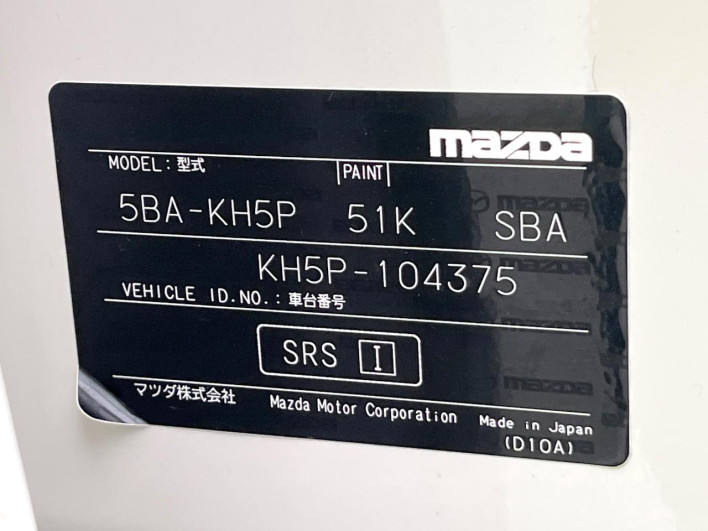 mazda
MODEL : 型式 PAINT
5BA-KH5P 51K SBA
KH5P-104375
VEHICLE ID.NO. : 車台番号
SRS I
マツダ株式会社 Mazda Motor Corporation Made in Japan
(D10A)